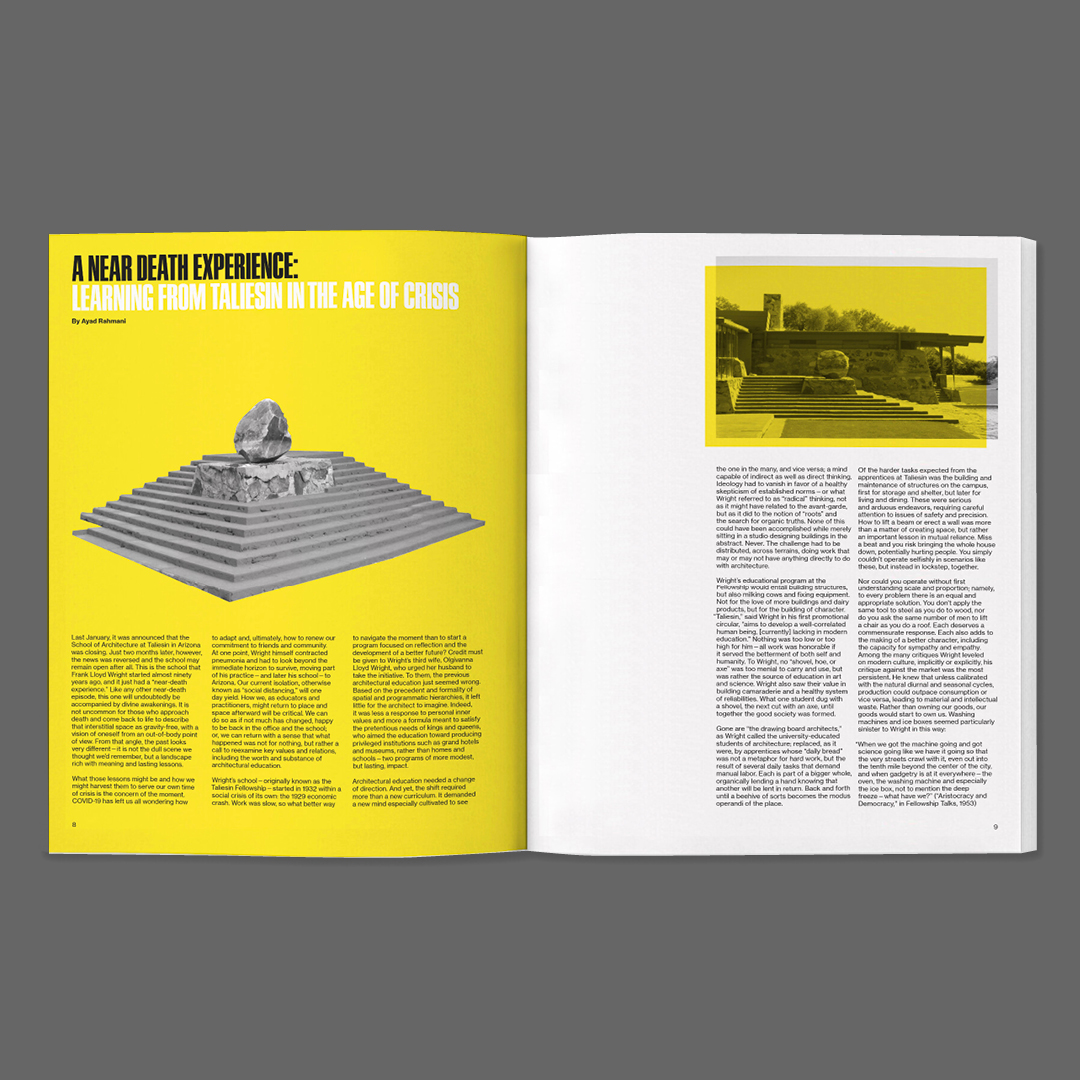 A NEAR DEATH EXPERIENCE:
LEARNING FROM TALIESIN IN THE AGE OF CRISIS
By Ayad Rahmani
Last January, it was announced that the
School of Architecture at Taliesin in Arizona
was closing. Just two months later, however,
the news was reversed and the school may
remain open after all. This is the school that
Frank Lloyd Wright started almost ninety
years ago, and it just had a "near-death
experience." Like any other near-death
episode, this one will undoubtedly be
accompanied by divine awakenings. It is
not uncommon for those who approach
death and come back to life to describe
that interstitial space as gravity-free, with a
vision of oneself from an out-of-body point
of view. From that angle, the past looks
very different – it is not the dull scene we
thought we'd remember, but a landscape
rich with meaning and lasting lessons.
What those lessons might be and how we
might harvest them to serve our own time
of crisis is the concern of the moment.
COVID-19 has left us all wondering how
to adapt and, ultimately, how to renew our
commitment to friends and community.
At one point, Wright himself contracted
pneumonia and had to look beyond the
immediate horizon to survive, moving part
of his practice – and later his school – to
Arizona. Our current isolation, otherwise
known as "social distancing," will one
day yield. How we, as educators and
practitioners, might return to place and
space afterward will be critical. We can
do so as if not much has changed, happy
to be back in the office and the school;
or, we can return with a sense that what
happened was not for nothing, but rather a
call to reexamine key values and relations,
including the worth and substance of
architectural education.
Wright's school – originally known as the
Taliesin Fellowship – started in 1932 within a
social crisis of its own: the 1929 economic
crash. Work was slow, so what better way
to navigate the moment than to start a
program focused on reflection and the
development of a better future? Credit must
be given to Wright's third wife, Olgivanna
Lloyd Wright, who urged her husband to
take the initiative. To them, the previous
architectural education just seemed wrong.
Based on the precedent and formality of
spatial and programmatic hierarchies, it left
little for the architect to imagine. Indeed,
it was less a response to personal inner
values and more a formula meant to satisfy
the pretentious needs of kings and queens,
who aimed the education toward producing
privileged institutions such as grand hotels
and museums, rather than homes and
schools – two programs of more modest,
but lasting, impact.
Architectural education needed a change
of direction. And yet, the shift required
more than a new curriculum. It demanded
a new mind especially cultivated to see
8
the one in the many, and vice versa; a mind
capable of indirect as well as direct thinking.
Ideology had to vanish in favor of a healthy
skepticism of established norms – or what
Wright referred to as "radical" thinking, not
as it might have related to the avant-garde,
but as it did to the notion of "roots" and
the search for organic truths. None of this
could have been accomplished while merely
sitting in a studio designing buildings in the
abstract. Never. The challenge had to be
distributed, across terrains, doing work that
may or may not have anything directly to do
with architecture.
Wright's educational program at the
Fellowship would entail building structures,
but also milking cows and fixing equipment.
Not for the love of more buildings and dairy
products, but for the building of character.
"Taliesin," said Wright in his first promotional
circular, "aims to develop a well-correlated
human being, [currently] lacking in modern
education." Nothing was too low or too
high for him – all work was honorable if
it served the betterment of both self and
humanity. To Wright, no "shovel, hoe, or
axe" was too menial to carry and use, but
was rather the source of education in art
and science. Wright also saw their value in
building camaraderie and a healthy system
of reliabilities. What one student dug with
a shovel, the next cut with an axe, until
together the good society was formed.
Gone are "the drawing board architects,"
as Wright called the university-educated
students of architecture; replaced, as it
were, by apprentices whose "daily bread"
was not a metaphor for hard work, but the
result of several daily tasks that demand
manual labor. Each is part of a bigger whole,
organically lending a hand knowing that
another will be lent in return. Back and forth
until a beehive of sorts becomes the modus
operandi of the place.
Of the harder tasks expected from the
apprentices at Taliesin was the building and
maintenance of structures on the campus,
first for storage and shelter, but later for
living and dining. These were serious
and arduous endeavors, requiring careful
attention to issues of safety and precision.
How to lift a beam or erect a wall was more
than a matter of creating space, but rather
an important lesson in mutual reliance. Miss
a beat and you risk bringing the whole house
down, potentially hurting people. You simply
couldn't operate selfishly in scenarios like
these, but instead in lockstep, together.
Nor could you operate without first
understanding scale and proportion; namely,
to every problem there is an equal and
appropriate solution. You don't apply the
same tool to steel as you do to wood, nor
do you ask the same number of men to lift
a chair as you do a roof. Each deserves a
commensurate response. Each also adds to
the making of a better character, including
the capacity for sympathy and empathy.
Among the many critiques Wright leveled
on modern culture, implicitly or explicitly, his
critique against the market was the most
persistent. He knew that unless calibrated
with the natural diurnal and seasonal cycles,
production could outpace consumption or
vice versa, leading to material and intellectual
waste. Rather than owning our goods, our
goods would start to own us. Washing
machines and ice boxes seemed particularly
sinister to Wright in this way:
"When we got the machine going and got
science going like we have it going so that
the very streets crawl with it, even out into
the tenth mile beyond the center of the city,
and when gadgetry is at it everywhere – the
oven, the washing machine and especially
the ice box, not to mention the deep
freeze – what have we?" ("Aristocracy and
Democracy," in Fellowship Talks, 1953)
9